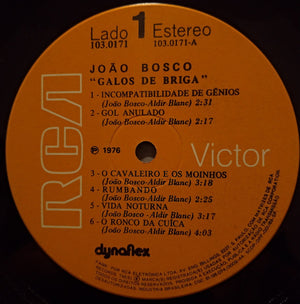 Lado 1 Estereo
103.0171 103.0171-A
JOÃO BOSCO
"GALOS DE BRIGA"
1 - INCOMPATIBILIDADE DE GÊNIOS
(João Bosco-Aldir Blanc) 2:31
2 - GOL ANULADO
(João Bosco-Aldir Blanc) 2:17
℗ 1976
RCA Victor
3 - O CAVALEIRO E OS MOINHOS
(João Bosco-Aldir Blanc) 3:18
4 - RUMBANDO
(João Bosco-Aldir Blanc) 2:25
5 - VIDA NOTURNA
(João Bosco-Aldir Blanc) 3:17
6 - O RONCO DA CUÍCA
(João Bosco-Aldir Blanc) 4:03
dynaflex